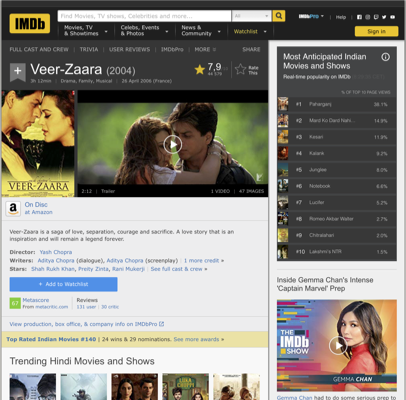 IMDb
Find Movies, TV shows, Celebrities and more...
All
Movies, TV
& Showtimes
Celebs, Events
& Photos
News &
Community
Watchlist
IMDbPro
Help
Sign in
FULL CAST AND CREW | TRIVIA | USER REVIEWS | IMDbPro | MORE
SHARE
Veer-Zaara (2004)
3h 12min | Drama, Family, Musical | 26 April 2006 (France)
7,9
Rate
This
2:12 | Trailer
1 VIDEO | 47 IMAGES
VEER-ZAARA
On Disc
at Amazon
Veer-Zaara is a saga of love, separation, courage and sacrifice. A love story that is an
inspiration and will remain a legend forever.
Director: Yash Chopra
Writers: Aditya Chopra (dialogue), Aditya Chopra (screenplay) | 1 more credit »
Stars: Shah Rukh Khan, Preity Zinta, Rani Mukerji | See full cast & crew »
+ Add to Watchlist
Metascore
From metacritic.com
Reviews
131 user | 30 critic
View production, box office, & company info on IMDbPro
Top Rated Indian Movies #140 | 24 wins & 29 nominations. See more awards »
Trending Hindi Movies and Shows
Most Anticipated Indian
Movies and Shows
Real-time popularity on IMDb
% OF TOP 10 PAGE VIEWS
#1 Paharganj
#2 Mard Ko Dard Nahi... 14.9%
#3 Kesari 11.9%
#4 Kalank 9.2%
#5 Junglee 8.0%
#6 Notebook 6.6%
#7 Lucifer 5.2%
#8 Romeo Akbar Walter 2.7%
#9 Chitralahari 2.0%
#10 Lakshmi's NTR 1.5%
Inside Gemma Chan's Intense
'Captain Marvel' Prep
THE
IMDb
SHOW
GEMMA CHAN
Gemma Chan had to do some serious prep to